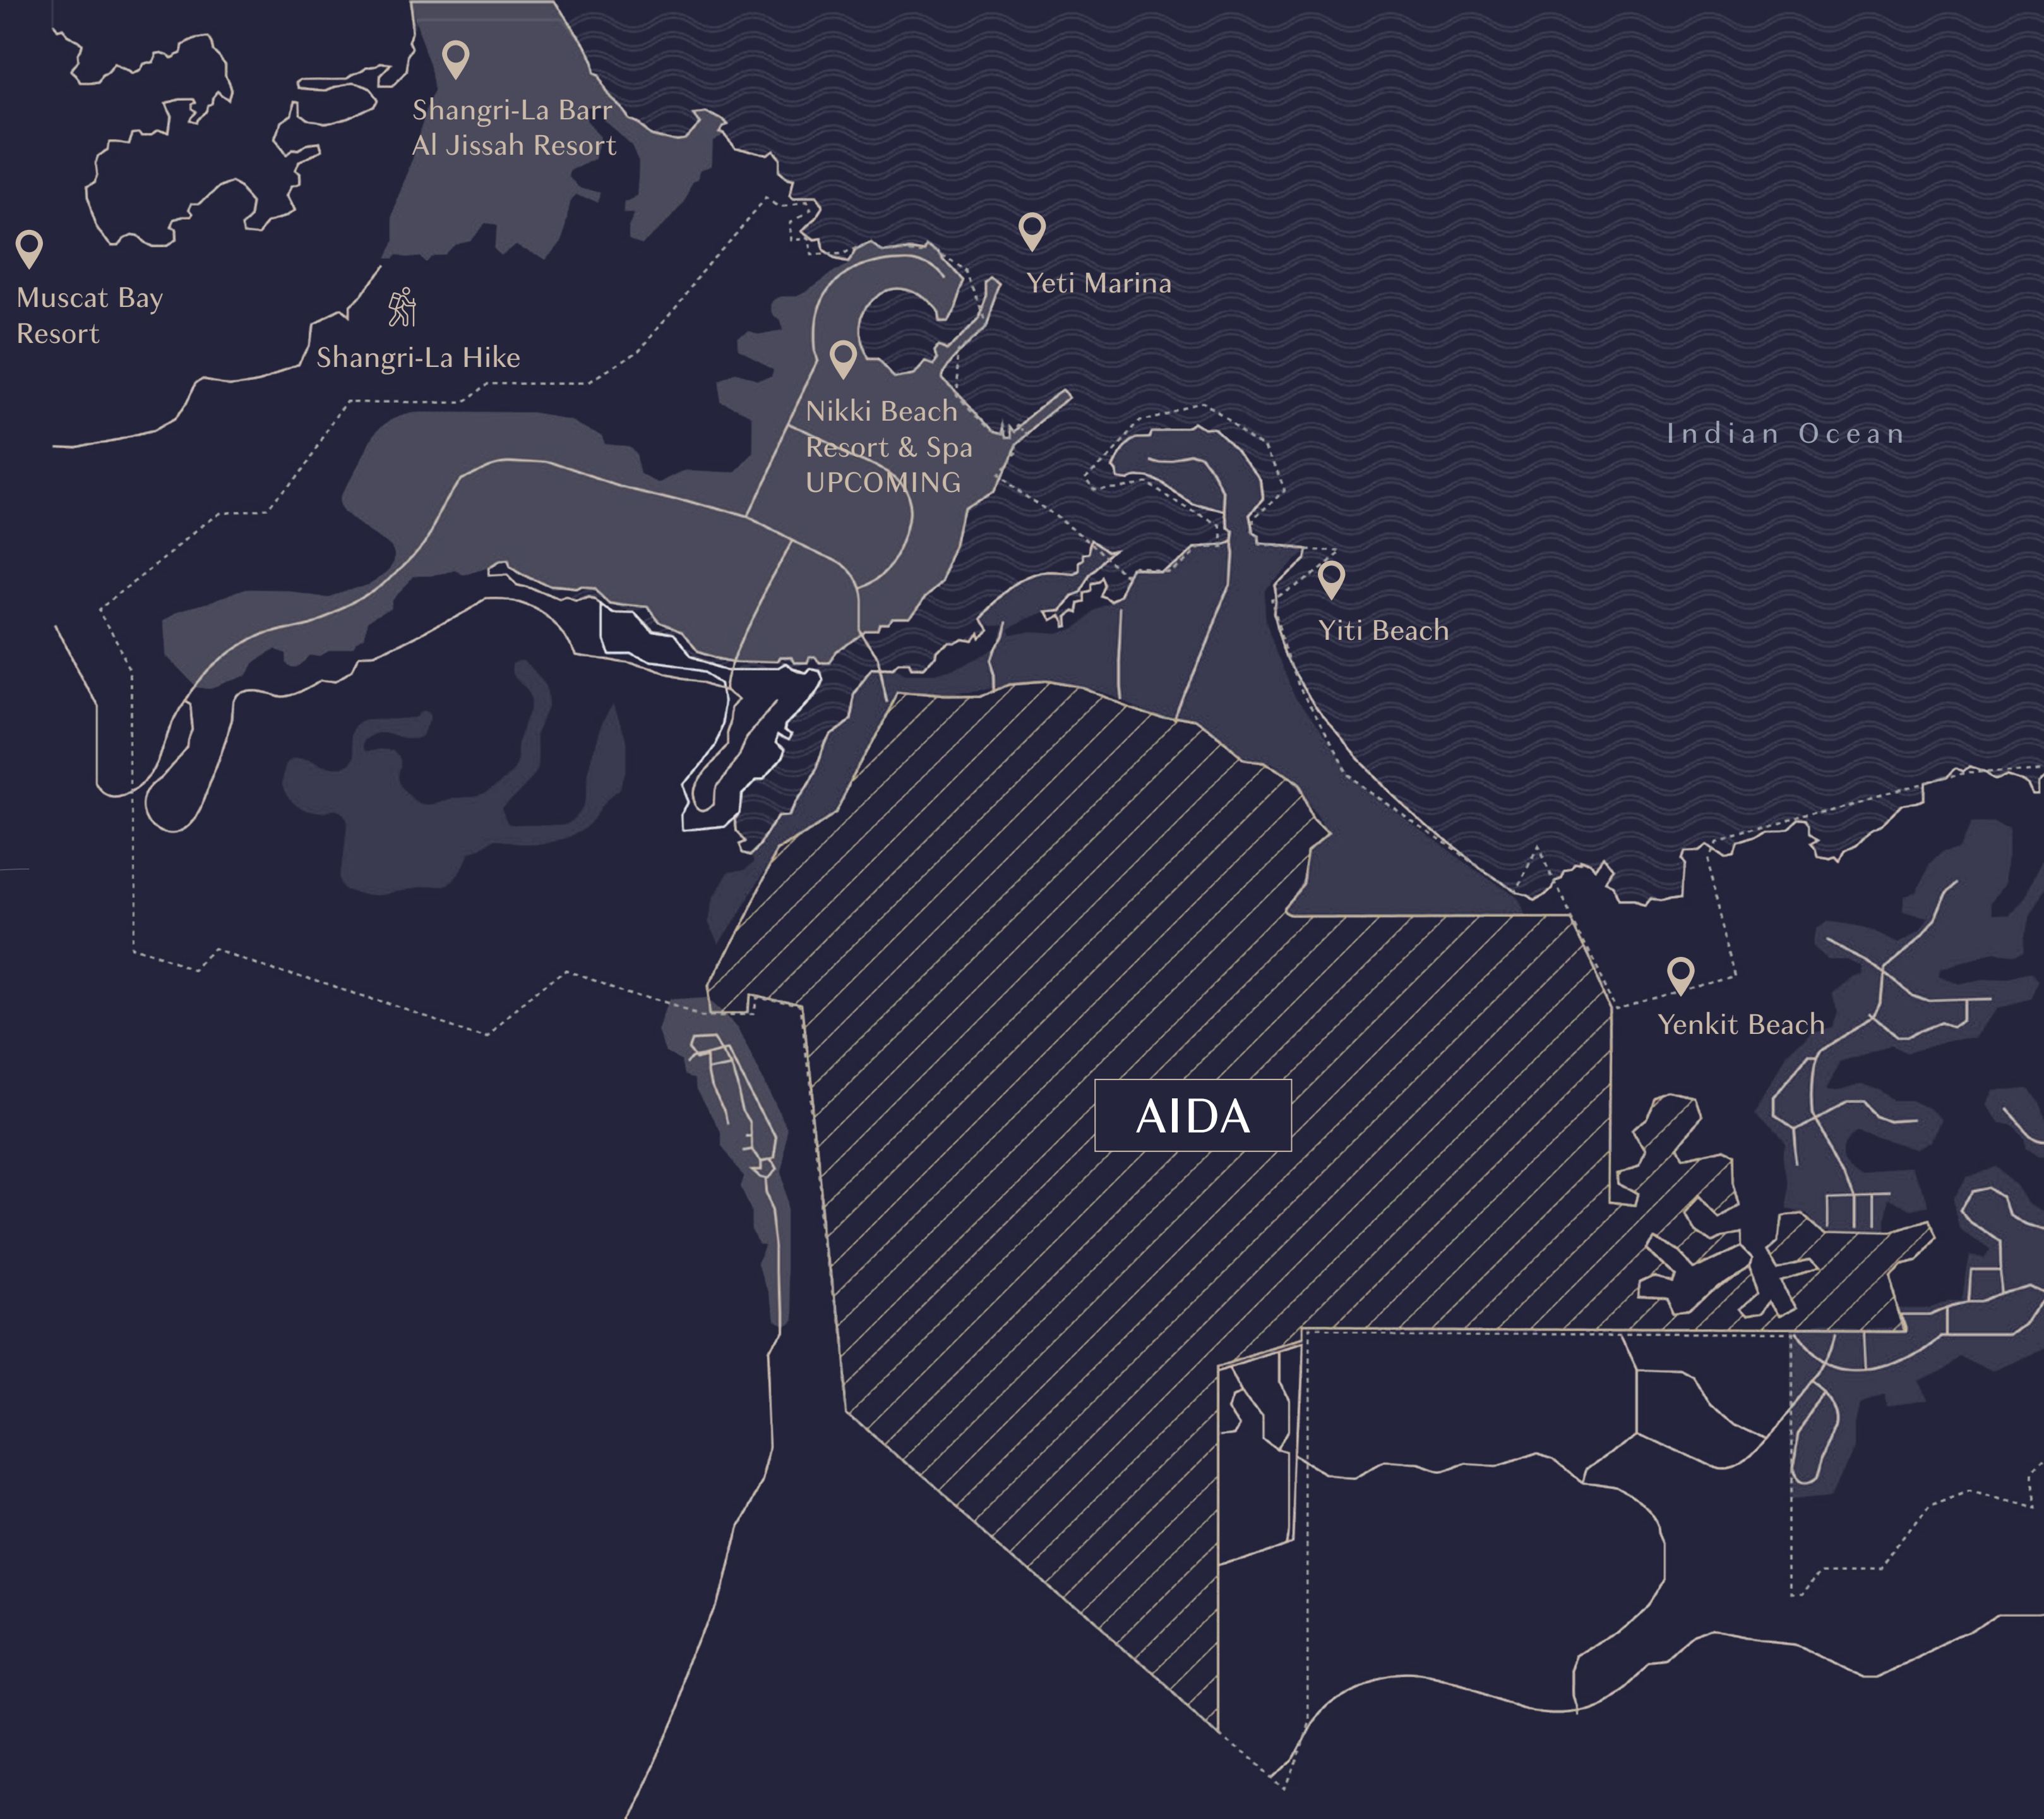 Shangri-La Barr
Al Jissah Resort
Yeti Marina
Muscat Bay
Resort
Shangri-La Hike
Nikki Beach
Resort & Spa
UPCOMING
Indian Ocean
Yiti Beach
Yenkit Beach
AIDA